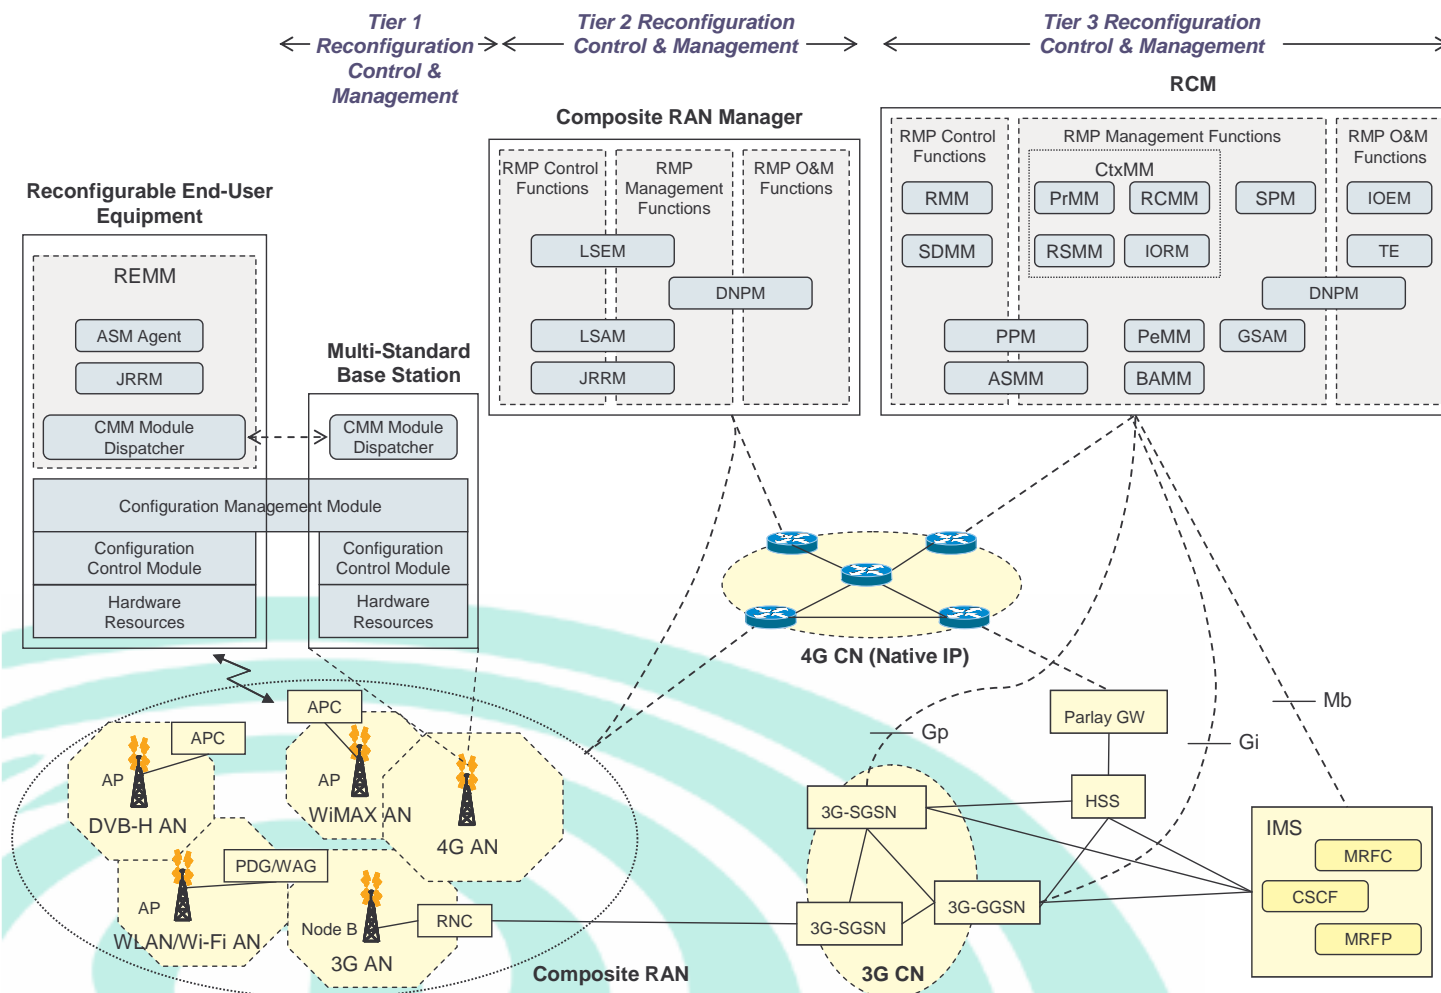 Tier 1
Reconfiguration
Control &
Management
Tier 2 Reconfiguration
Control & Management
Tier 3 Reconfiguration
Control & Management
RCM
Composite RAN Manager
RMP Control
Functions
RMP
Management
Functions
RMP O&M
Functions
LSEM
DNPM
LSAM
JRRM
RMP Control
Functions
RMP Management Functions
RMP O&M
Functions
CtxMM
RMM
PrMM
RCMM
SPM
IOEM
SDMM
RSMM
IORM
TE
DNPM
PPM
PeMM
GSAM
ASMM
BAMM
Reconfigurable End-User
Equipment
REMM
ASM Agent
JRRM
CMM Module
Dispatcher
Multi-Standard
Base Station
CMM Module
Dispatcher
Configuration Management Module
Configuration
Control Module
Configuration
Control Module
Hardware
Resources
Hardware
Resources
4G CN (Native IP)
APC
APC
AP
DVB-H AN
AP
WiMAX AN
4G AN
PDG/WAG
AP
WLAN/Wi-Fi AN
Node B
3G AN
RNC
Composite RAN
Gp
Gi
Mb
Parlay GW
HSS
3G-SGSN
3G-GGSN
3G-SGSN
3G CN
IMS
MRFC
CSCF
MRFP